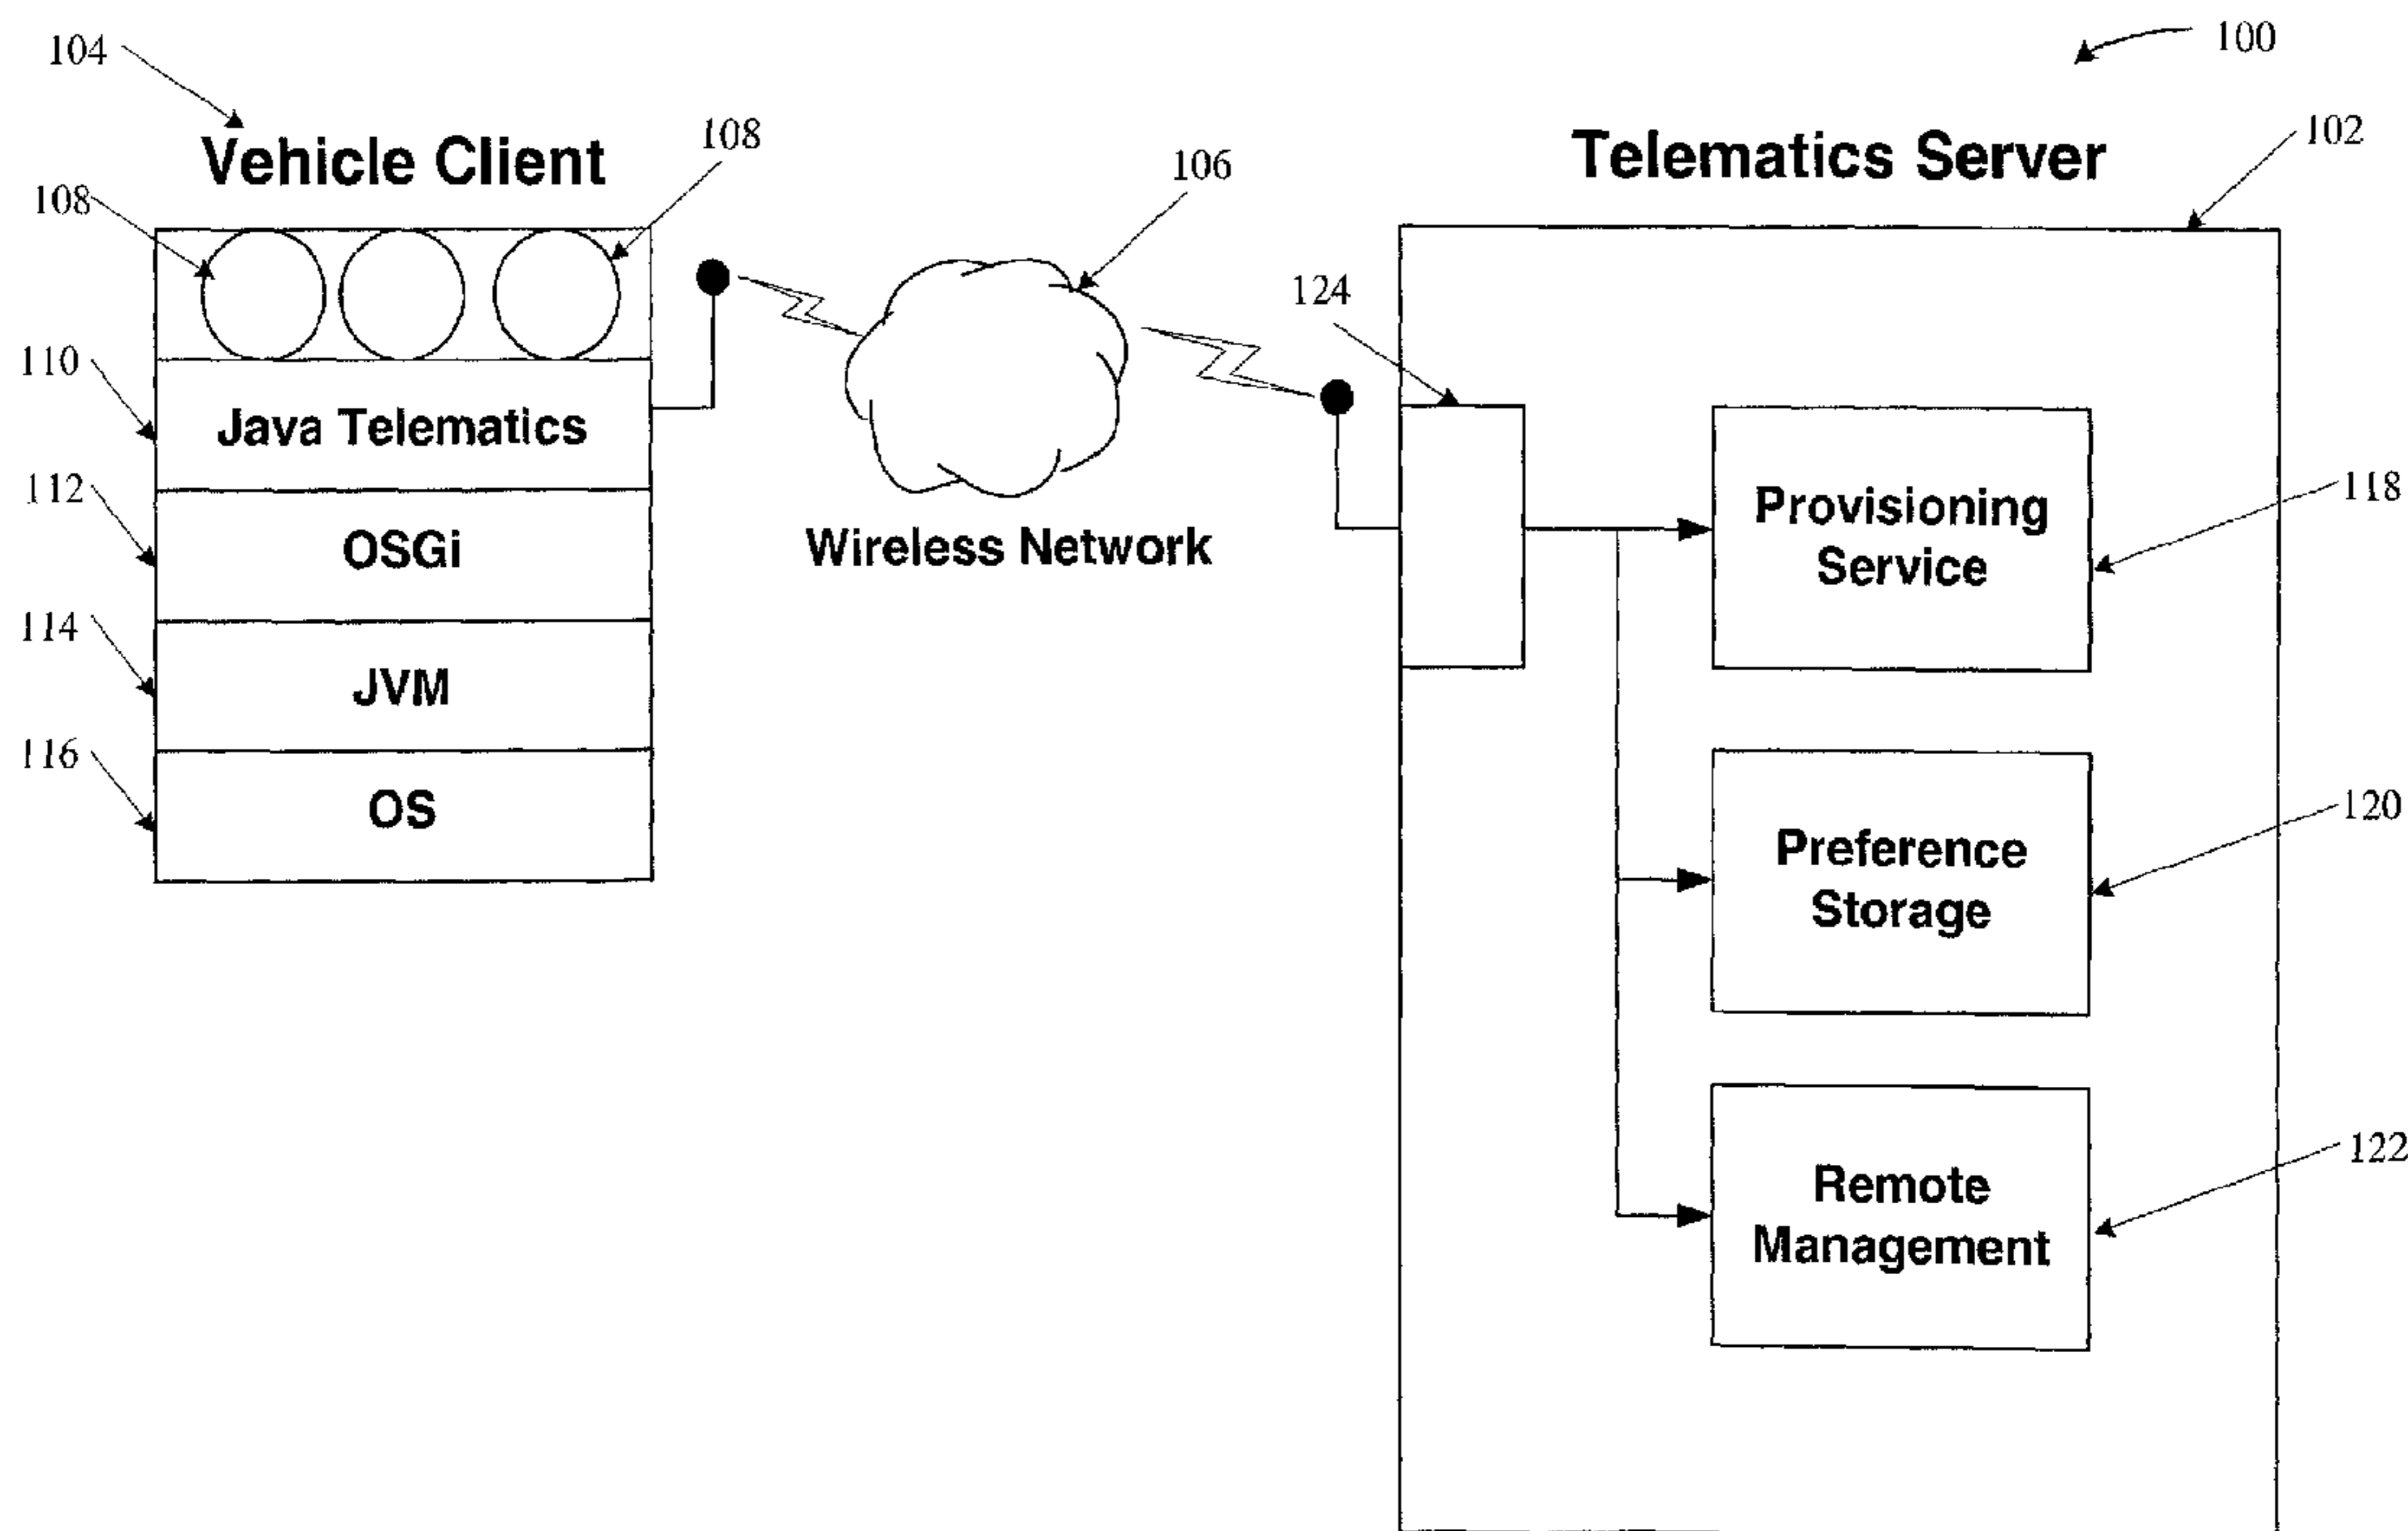 100
104
108
Vehicle Client
108
106
Telematics Server
102
124
110
Java Telematics
112
OSGi
114
JVM
116
OS
Wireless Network
Provisioning
Service
118
Preference
Storage
120
Remote
Management
122